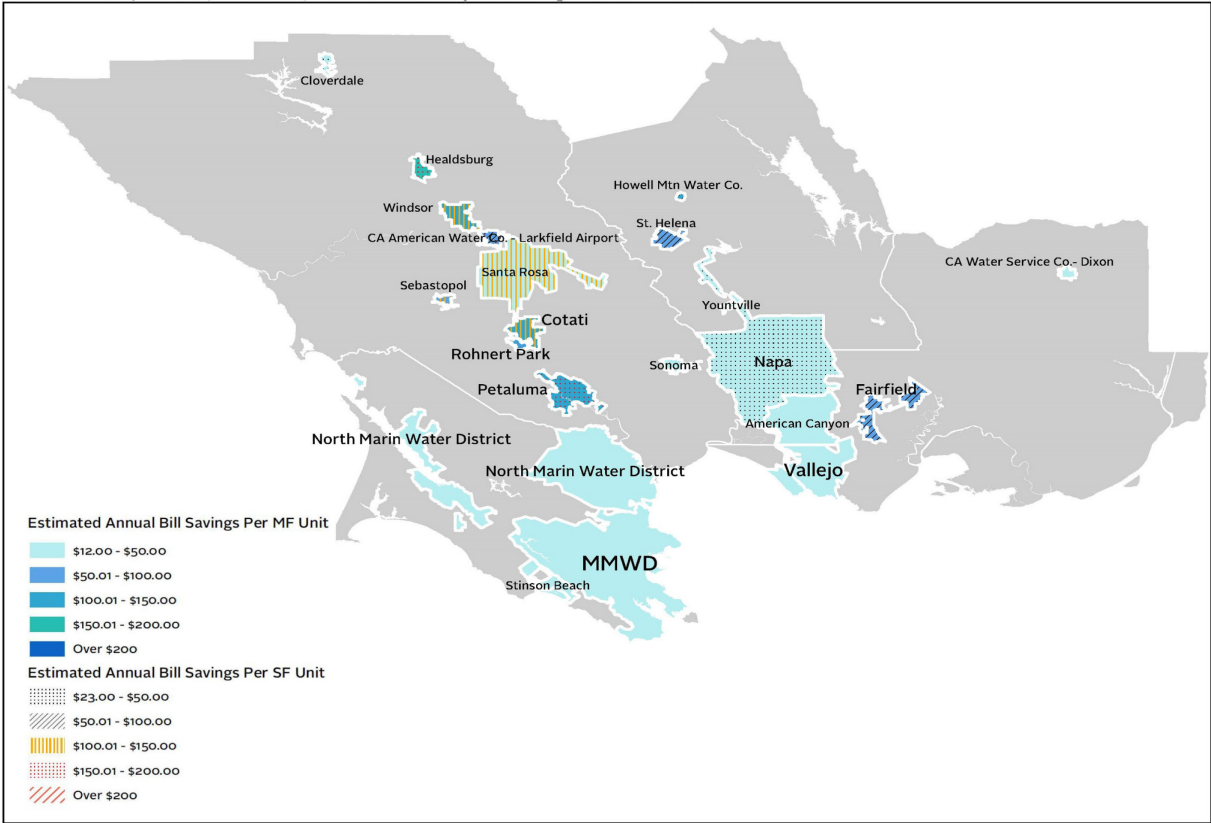 Cloverdale
Healdsburg
Howell Mtn Water Co.
Windsor
St. Helena
CA American Water Co. - Larkfield Airport
CA Water Service Co.- Dixon
Santa Rosa
Sebastopol
Yountville
Cotati
Rohnert Park
Sonoma
Napa
Petaluma
Fairfield
American Canyon
North Marin Water District
North Marin Water District
Vallejo
MMWD
Stinson Beach
Estimated Annual Bill Savings Per MF Unit
$12.00 - $50.00
$50.01 - $100.00
$100.01 - $150.00
$150.01 - $200.00
Over $200
Estimated Annual Bill Savings Per SF Unit
$23.00 - $50.00
$50.01 - $100.00
$100.01 - $150.00
$150.01 - $200.00
Over $200